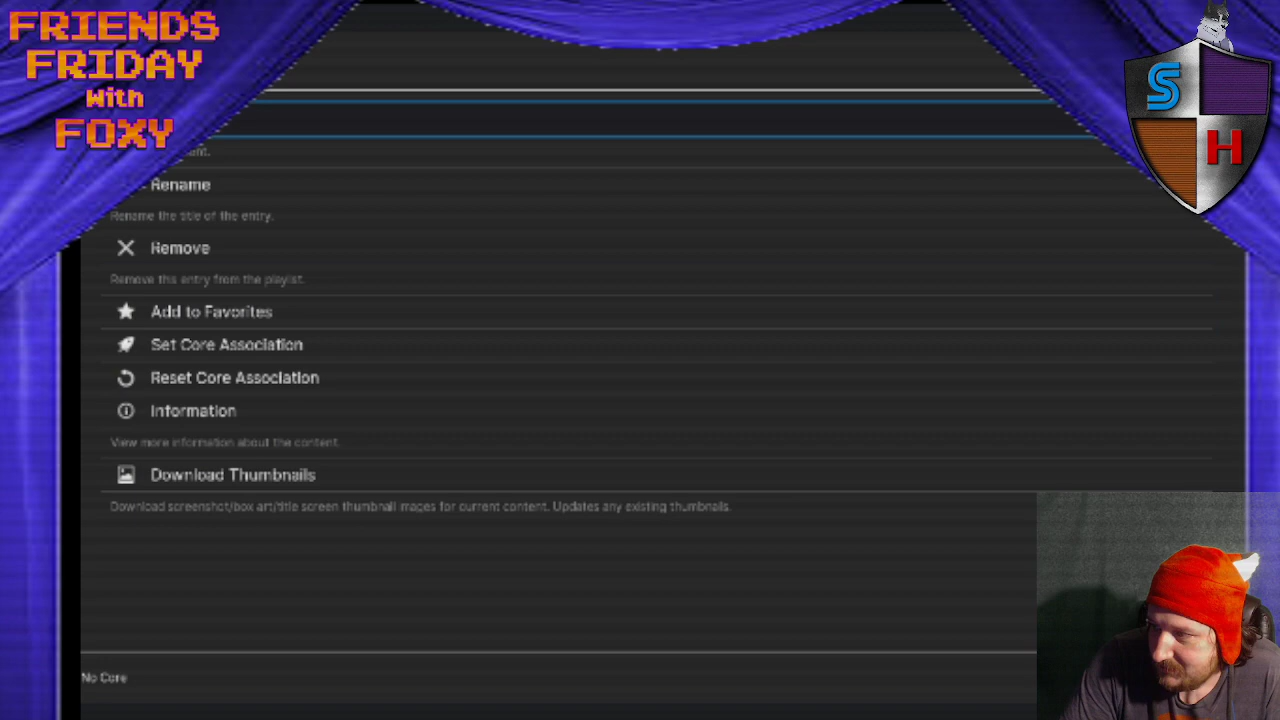 FRIENDS
FRIDAY
With
FOXY
S
H
Rename
Rename the title of the entry.
Remove
Remove this entry from the playlist.
Add to Favorites
Set Core Association
Reset Core Association
Information
View more information about the content.
Download Thumbnails
Download screenshot/box art/title screen thumbnail images for current content. Updates any existing thumbnails.
No Core